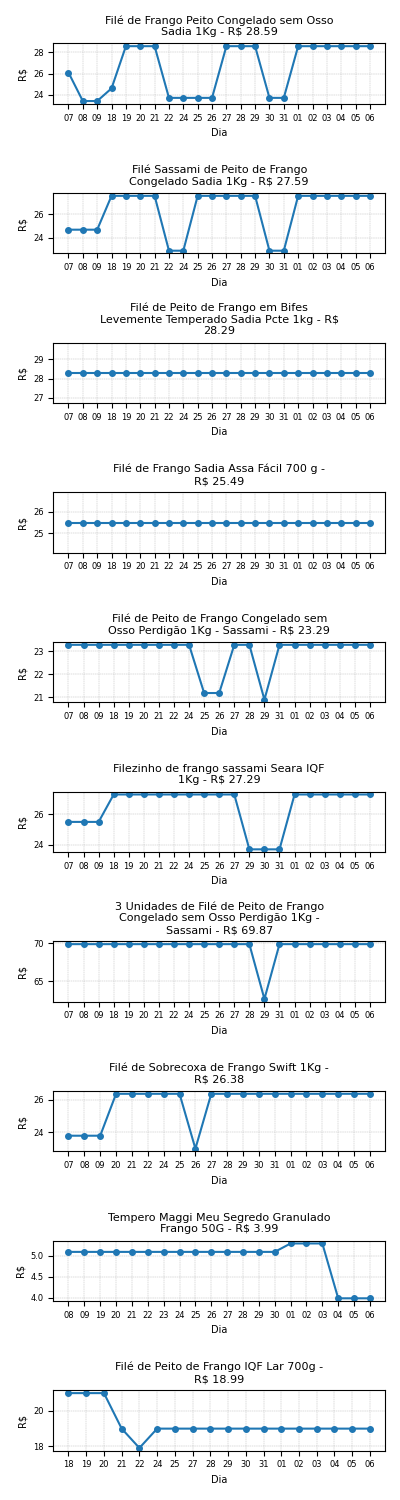 Filé de Frango Peito Congelado sem Osso
Sadia 1Kg - R$ 28.59
28
26
24
R$
07 08 09 18 19 20 21 22 24 25 26 27 28 29 30 31 01 02 03 04 05 06
Dia
Filé Sassami de Peito de Frango
Congelado Sadia 1Kg - R$ 27.59
26
24
R$
07 08 09 18 19 20 21 22 24 25 26 27 28 29 30 31 01 02 03 04 05 06
Dia
Filé de Peito de Frango em Bifes
Levemente Temperado Sadia Pcte 1kg - R$
28.29
29
28
27
R$
07 08 09 18 19 20 21 22 24 25 26 27 28 29 30 31 01 02 03 04 05 06
Dia
Filé de Frango Sadia Assa Fácil 700 g -
R$ 25.49
26
25
R$
07 08 09 18 19 20 21 22 24 25 26 27 28 29 30 31 01 02 03 04 05 06
Dia
Filé de Peito de Frango Congelado sem
Osso Perdigão 1Kg - Sassami - R$ 23.29
23
22
21
R$
07 08 09 18 19 20 21 22 24 25 26 27 28 29 31 01 02 03 04 05 06
Dia
Filezinho de frango sassami Seara IQF
1Kg - R$ 27.29
26
24
R$
07 08 09 18 19 20 21 22 24 25 26 27 29 30 31 01 02 03 04 05 06
Dia
3 Unidades de Filé de Peito de Frango
Congelado sem Osso Perdigão 1Kg -
Sassami - R$ 69.87
70
65
R$
07 08 09 18 19 20 21 22 24 25 26 27 28 29 31 01 02 03 04 05 06
Dia
Filé de Sobrecoxa de Frango Swift 1Kg -
R$ 26.38
26
24
R$
07 08 09 20 21 22 24 25 26 27 28 29 30 31 01 02 03 04 05 06
Dia
Tempero Maggi Meu Segredo Granulado
Frango 50G - R$ 3.99
5.0
4.5
4.0
R$
08 09 18 19 20 21 22 24 25 26 27 28 29 30 01 02 03 04 05 06
Dia
Filé de Peito de Frango IQF Lar 700g -
R$ 18.99
20
18
R$
18 19 20 21 22 24 25 26 27 28 29 30 31 01 03 04 05 06
Dia